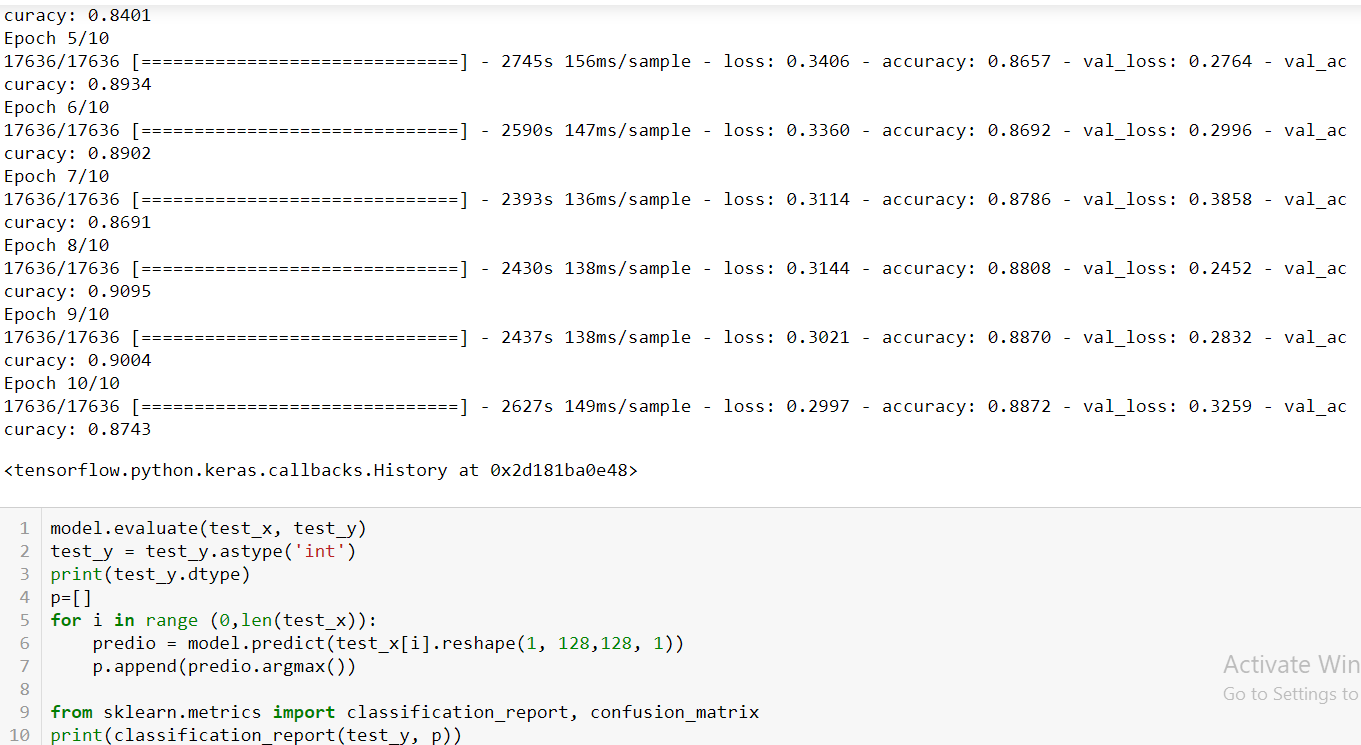 curacy: 0.8401
Epoch 5/10
17636/17636 [==============================] - 2745s 156ms/sample - loss: 0.3406 - accuracy: 0.8657 - val_loss: 0.2764 - val_ac
curacy: 0.8934
Epoch 6/10
17636/17636 [==============================] - 2590s 147ms/sample - loss: 0.3360 - accuracy: 0.8692 - val_loss: 0.2996 - val_ac
curacy: 0.8902
Epoch 7/10
17636/17636 [==============================] - 2393s 136ms/sample - loss: 0.3114 - accuracy: 0.8786 - val_loss: 0.3858 - val_ac
curacy: 0.8691
Epoch 8/10
17636/17636 [==============================] - 2430s 138ms/sample - loss: 0.3144 - accuracy: 0.8808 - val_loss: 0.2452 - val_ac
curacy: 0.9095
Epoch 9/10
17636/17636 [==============================] - 2437s 138ms/sample - loss: 0.3021 - accuracy: 0.8870 - val_loss: 0.2832 - val_ac
curacy: 0.9004
Epoch 10/10
17636/17636 [==============================] - 2627s 149ms/sample - loss: 0.2997 - accuracy: 0.8872 - val_loss: 0.3259 - val_ac
curacy: 0.8743
<tensorflow.python.keras.callbacks.History at 0x2d181ba0e48>
1 model.evaluate(test_x, test_y)
2 test_y = test_y.astype('int')
3 print(test_y.dtype)
4 p=[]
5 for i in range (0,len(test_x)):
6     predio = model.predict(test_x[i].reshape(1, 128,128, 1))
7     p.append(predio.argmax())
8
9 from sklearn.metrics import classification_report, confusion_matrix
10 print(classification_report(test_y, p))
Activate Win
Go to Settings to